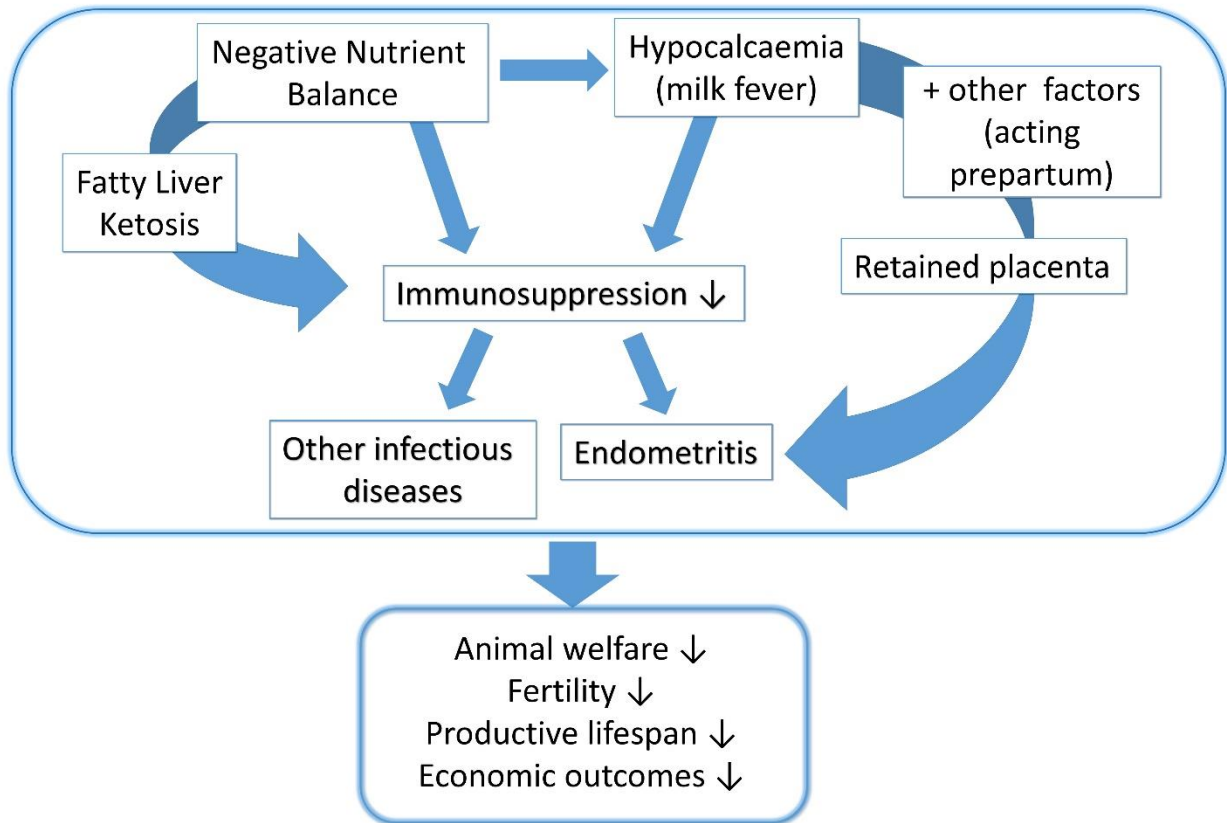 Negative Nutrient
Balance
Hypocalcaemia
(milk fever)
+ other factors
(acting
prepartum)
Fatty Liver
Ketosis
Immunosuppression ↓
Retained placenta
Other infectious
diseases
Endometritis
Animal welfare ↓
Fertility ↓
Productive lifespan ↓
Economic outcomes ↓